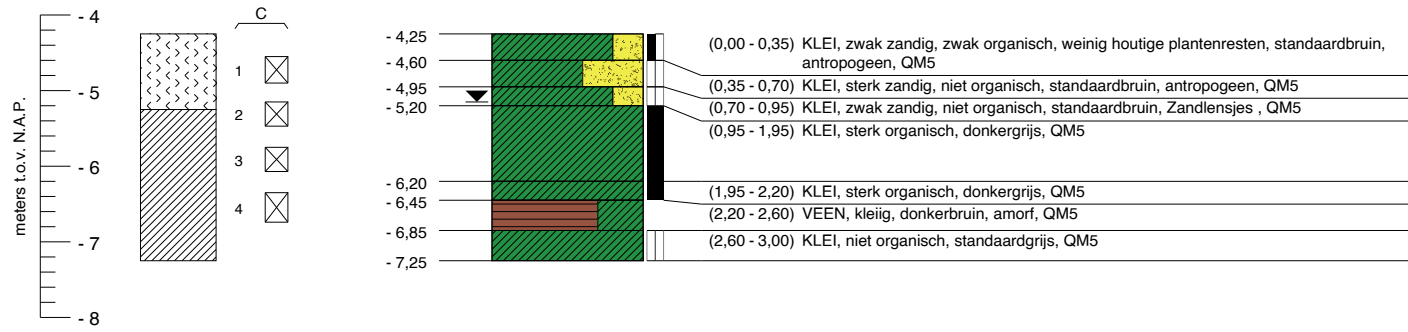 meters t.o.v. N.A.P.
- 4
- 5
- 6
- 7
- 8
C
1
2
3
4
- 4,25
- 4,60
- 4,95
- 5,20
- 6,20
- 6,45
- 6,85
- 7,25
(0,00 - 0,35) KLEI, zwak zandig, zwak organisch, weinig houtige plantenresten, standaardbruin,
antropogeen, QM5
(0,35 - 0,70) KLEI, sterk zandig, niet organisch, standaardbruin, antropogeen, QM5
(0,70 - 0,95) KLEI, zwak zandig, niet organisch, standaardbruin, Zandlensjes , QM5
(0,95 - 1,95) KLEI, sterk organisch, donkergrijs, QM5
(1,95 - 2,20) KLEI, sterk organisch, donkergrijs, QM5
(2,20 - 2,60) VEEN, kleiig, donkerbruin, amorf, QM5
(2,60 - 3,00) KLEI, niet organisch, standaardgrijs, QM5